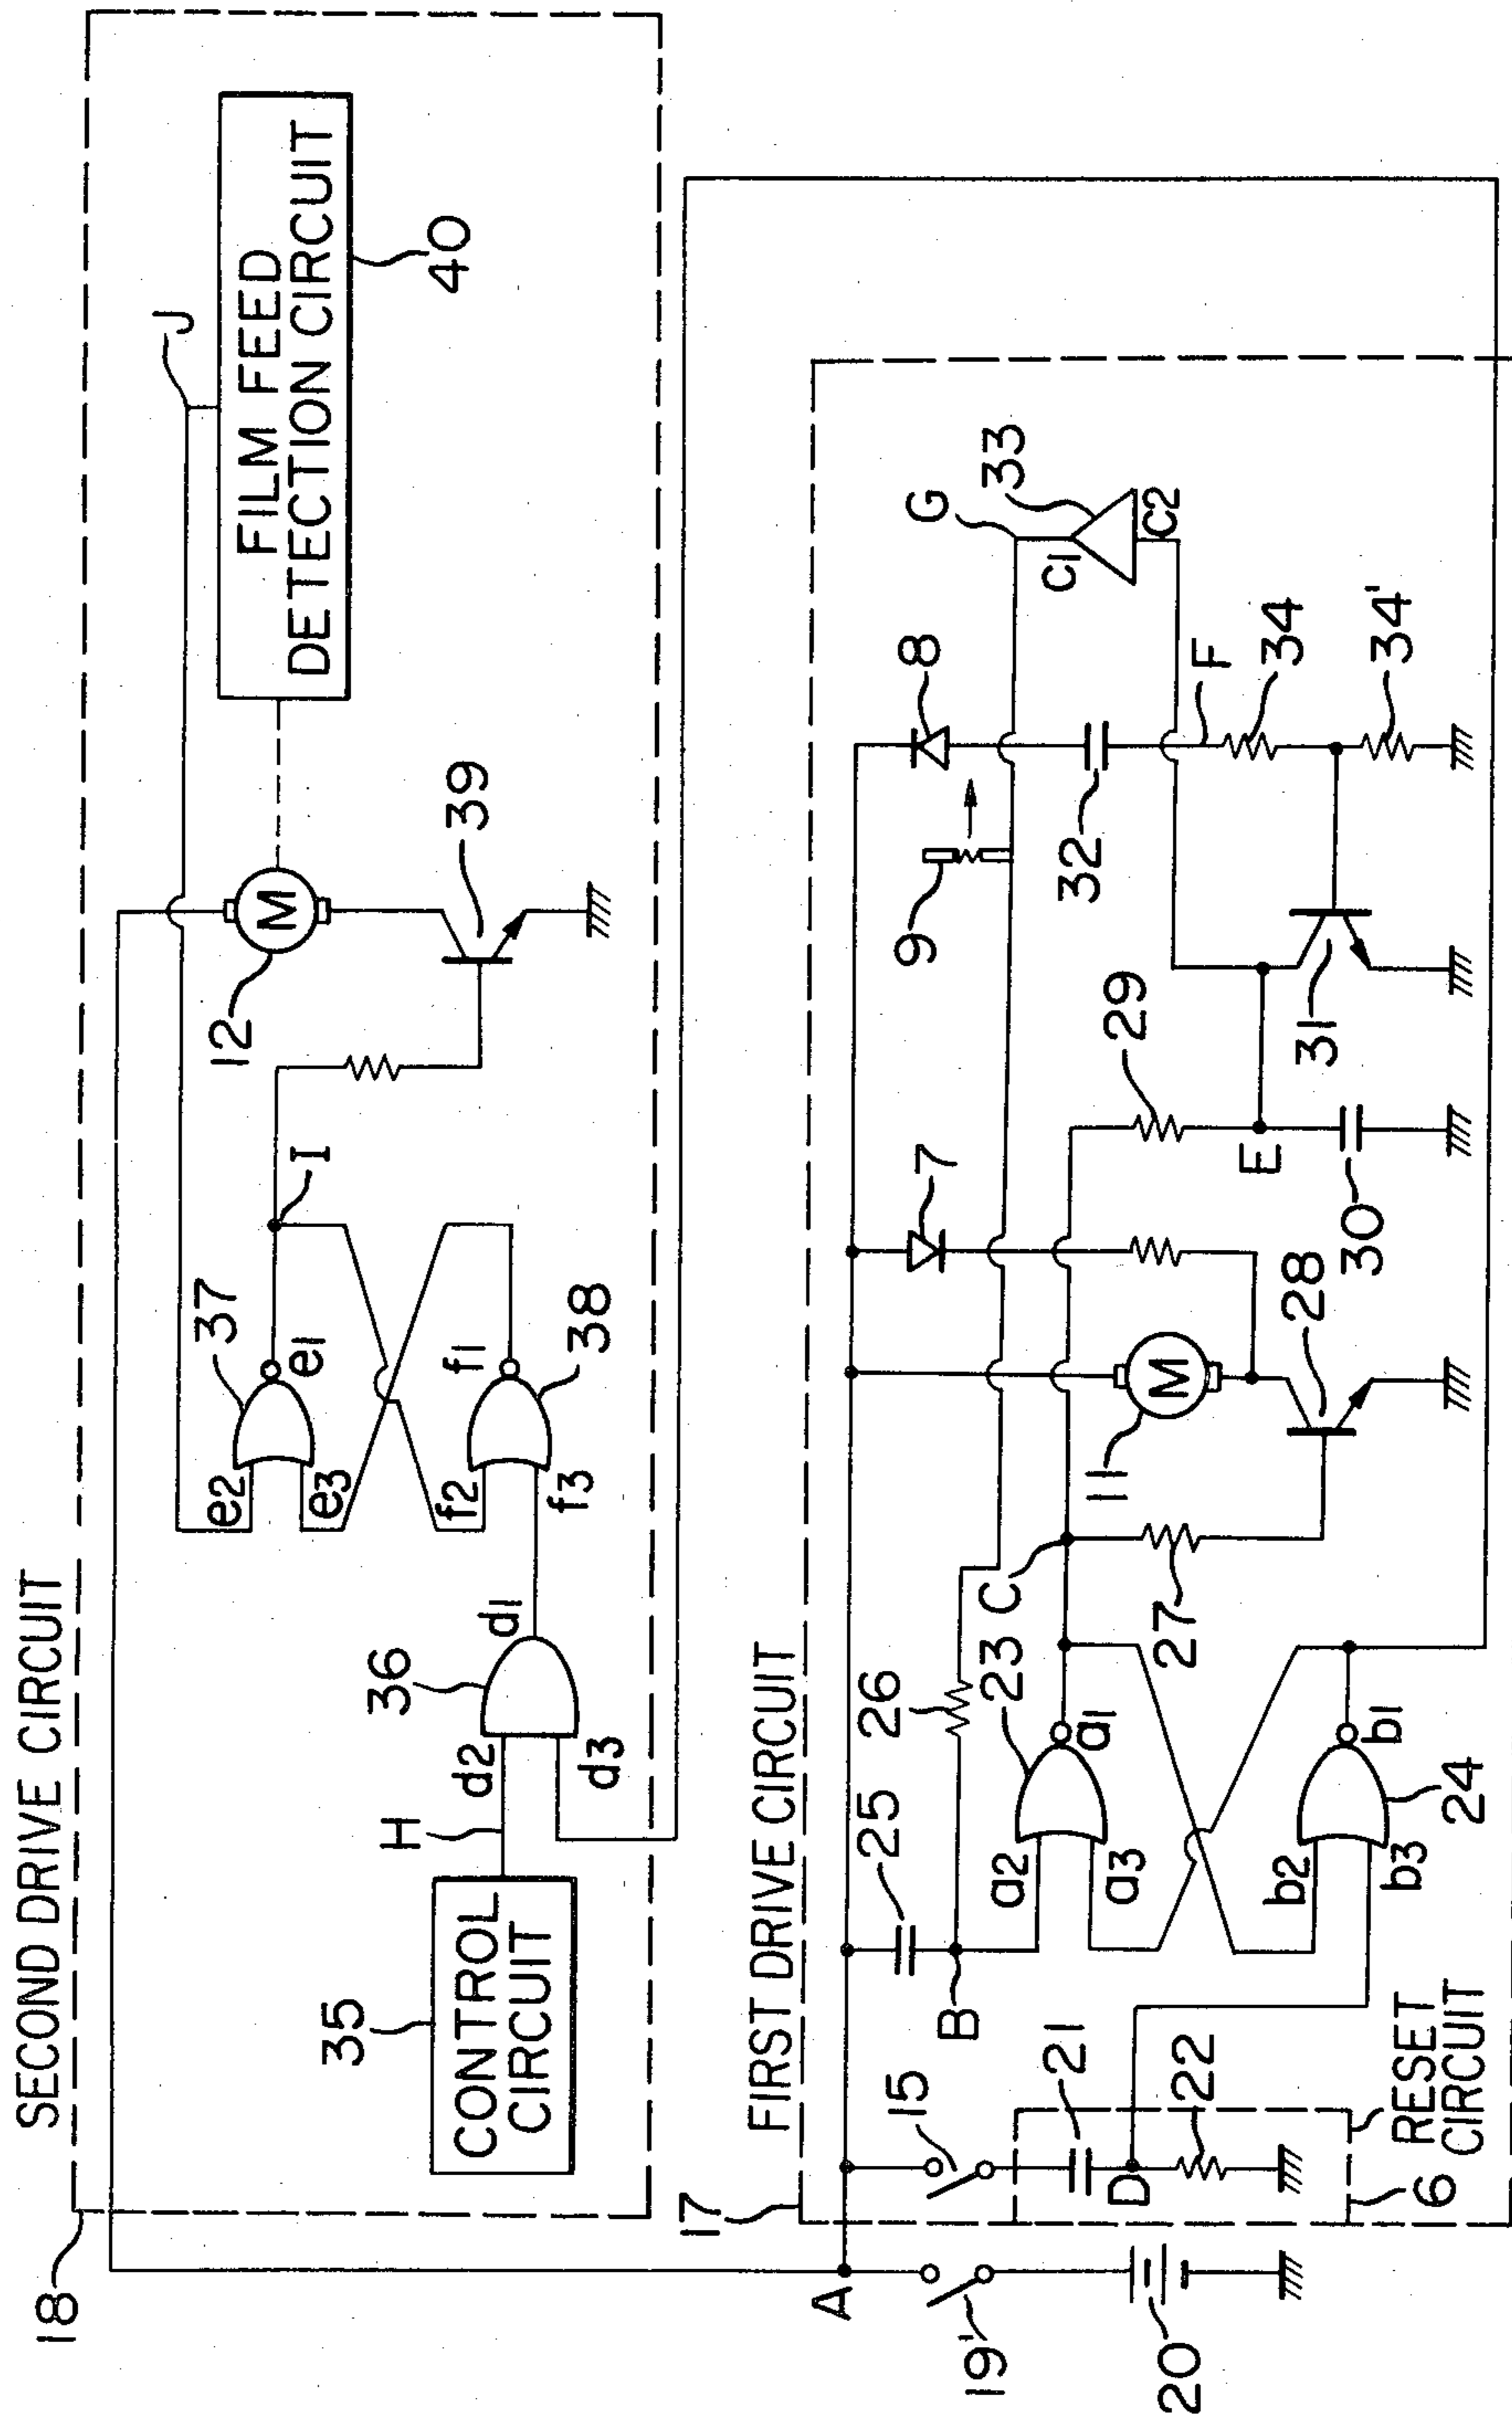 SECOND DRIVE CIRCUIT
18
J
FILM FEED
DETECTION CIRCUIT
40
M
12
39
I
37
e1
e2
e3
38
f1
f2
f3
36
d1
d2
d3
H
35
CONTROL
CIRCUIT
FIRST DRIVE CIRCUIT
17
A
19'
20
15
21
D
22
RESET
CIRCUIT
6
25
B
26
23
a1
a2
a3
24
b1
b2
b3
C
27
M
11
28
7
29
E
30
31
9
8
32
F
34
34'
G
33
C1
C2